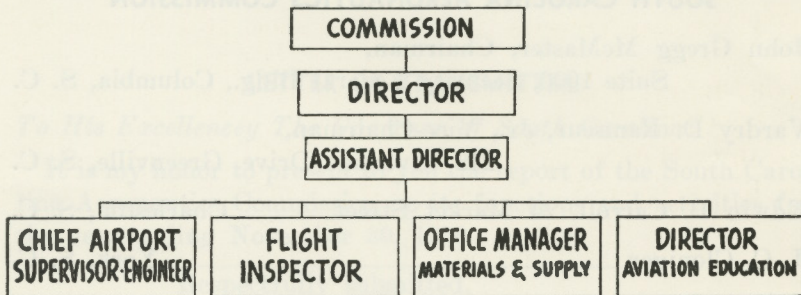 COMMISSION
DIRECTOR
ASSISTANT DIRECTOR
CHIEF AIRPORT
SUPERVISOR-ENGINEER
FLIGHT
INSPECTOR
OFFICE MANAGER
MATERIALS & SUPPLY
DIRECTOR
AVIATION EDUCATION